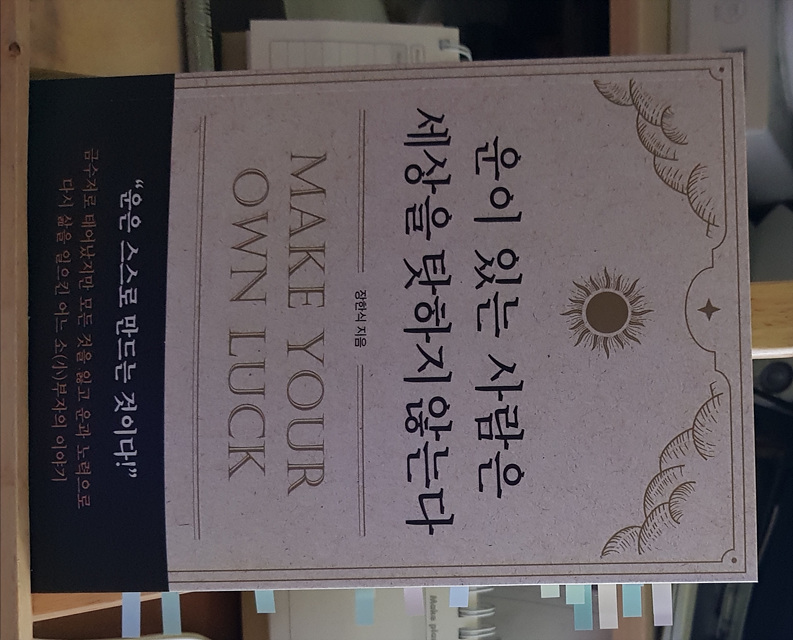 운이 있는 사람은
세상을 탓하지 않는다
장한식 지음
MAKE YOUR
OWN LUCK
“운은 스스로 만드는 것이다!”
금수저로 태어났지만 모든 것을 잃고 운과 노력으로
다시 삶을 일으킨 어느 소(小)부자의 이야기
Make